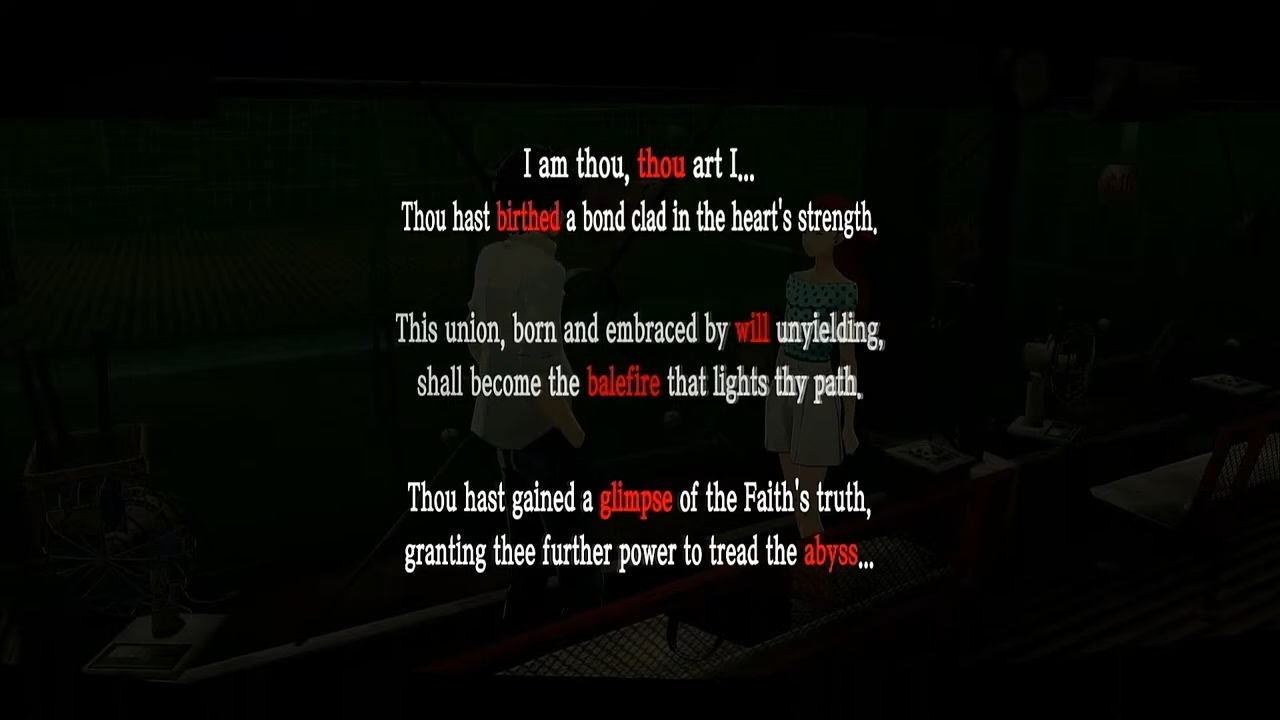 I am thou, thou art I...
Thou hast birthed a bond clad in the heart's strength.
This union, born and embraced by will unyielding,
shall become the balefire that lights thy path.
Thou hast gained a glimpse of the Faith's truth,
granting thee further power to tread the abyss...